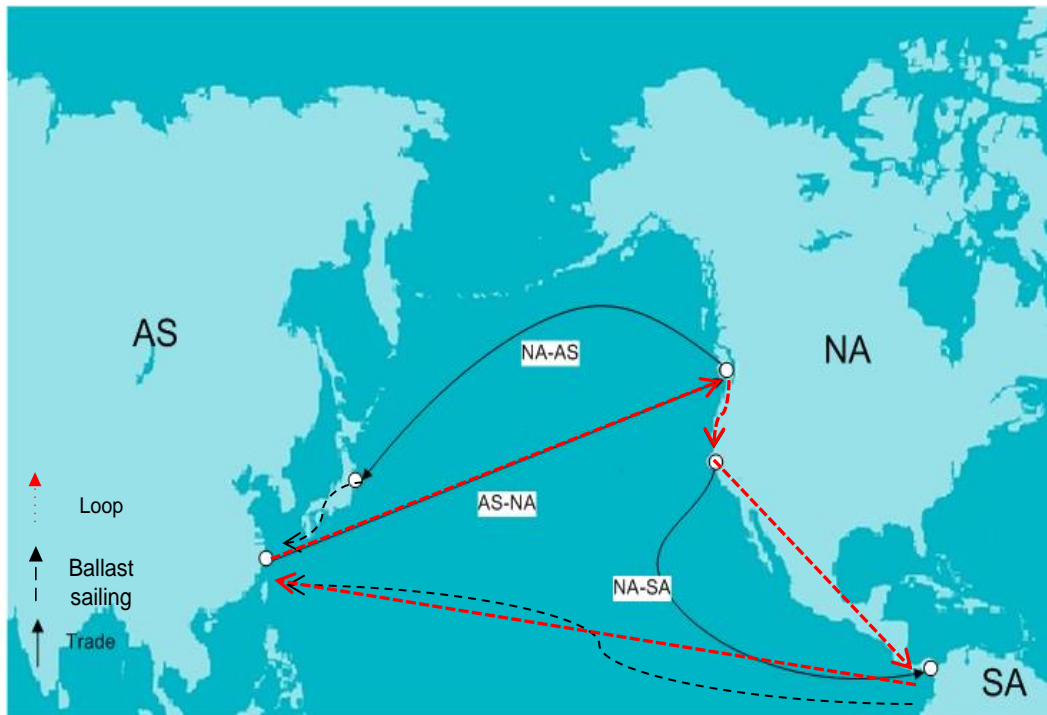 AS
NA
NA-AS
AS-NA
NA-SA
SA
Loop
Ballast
sailing
Trade